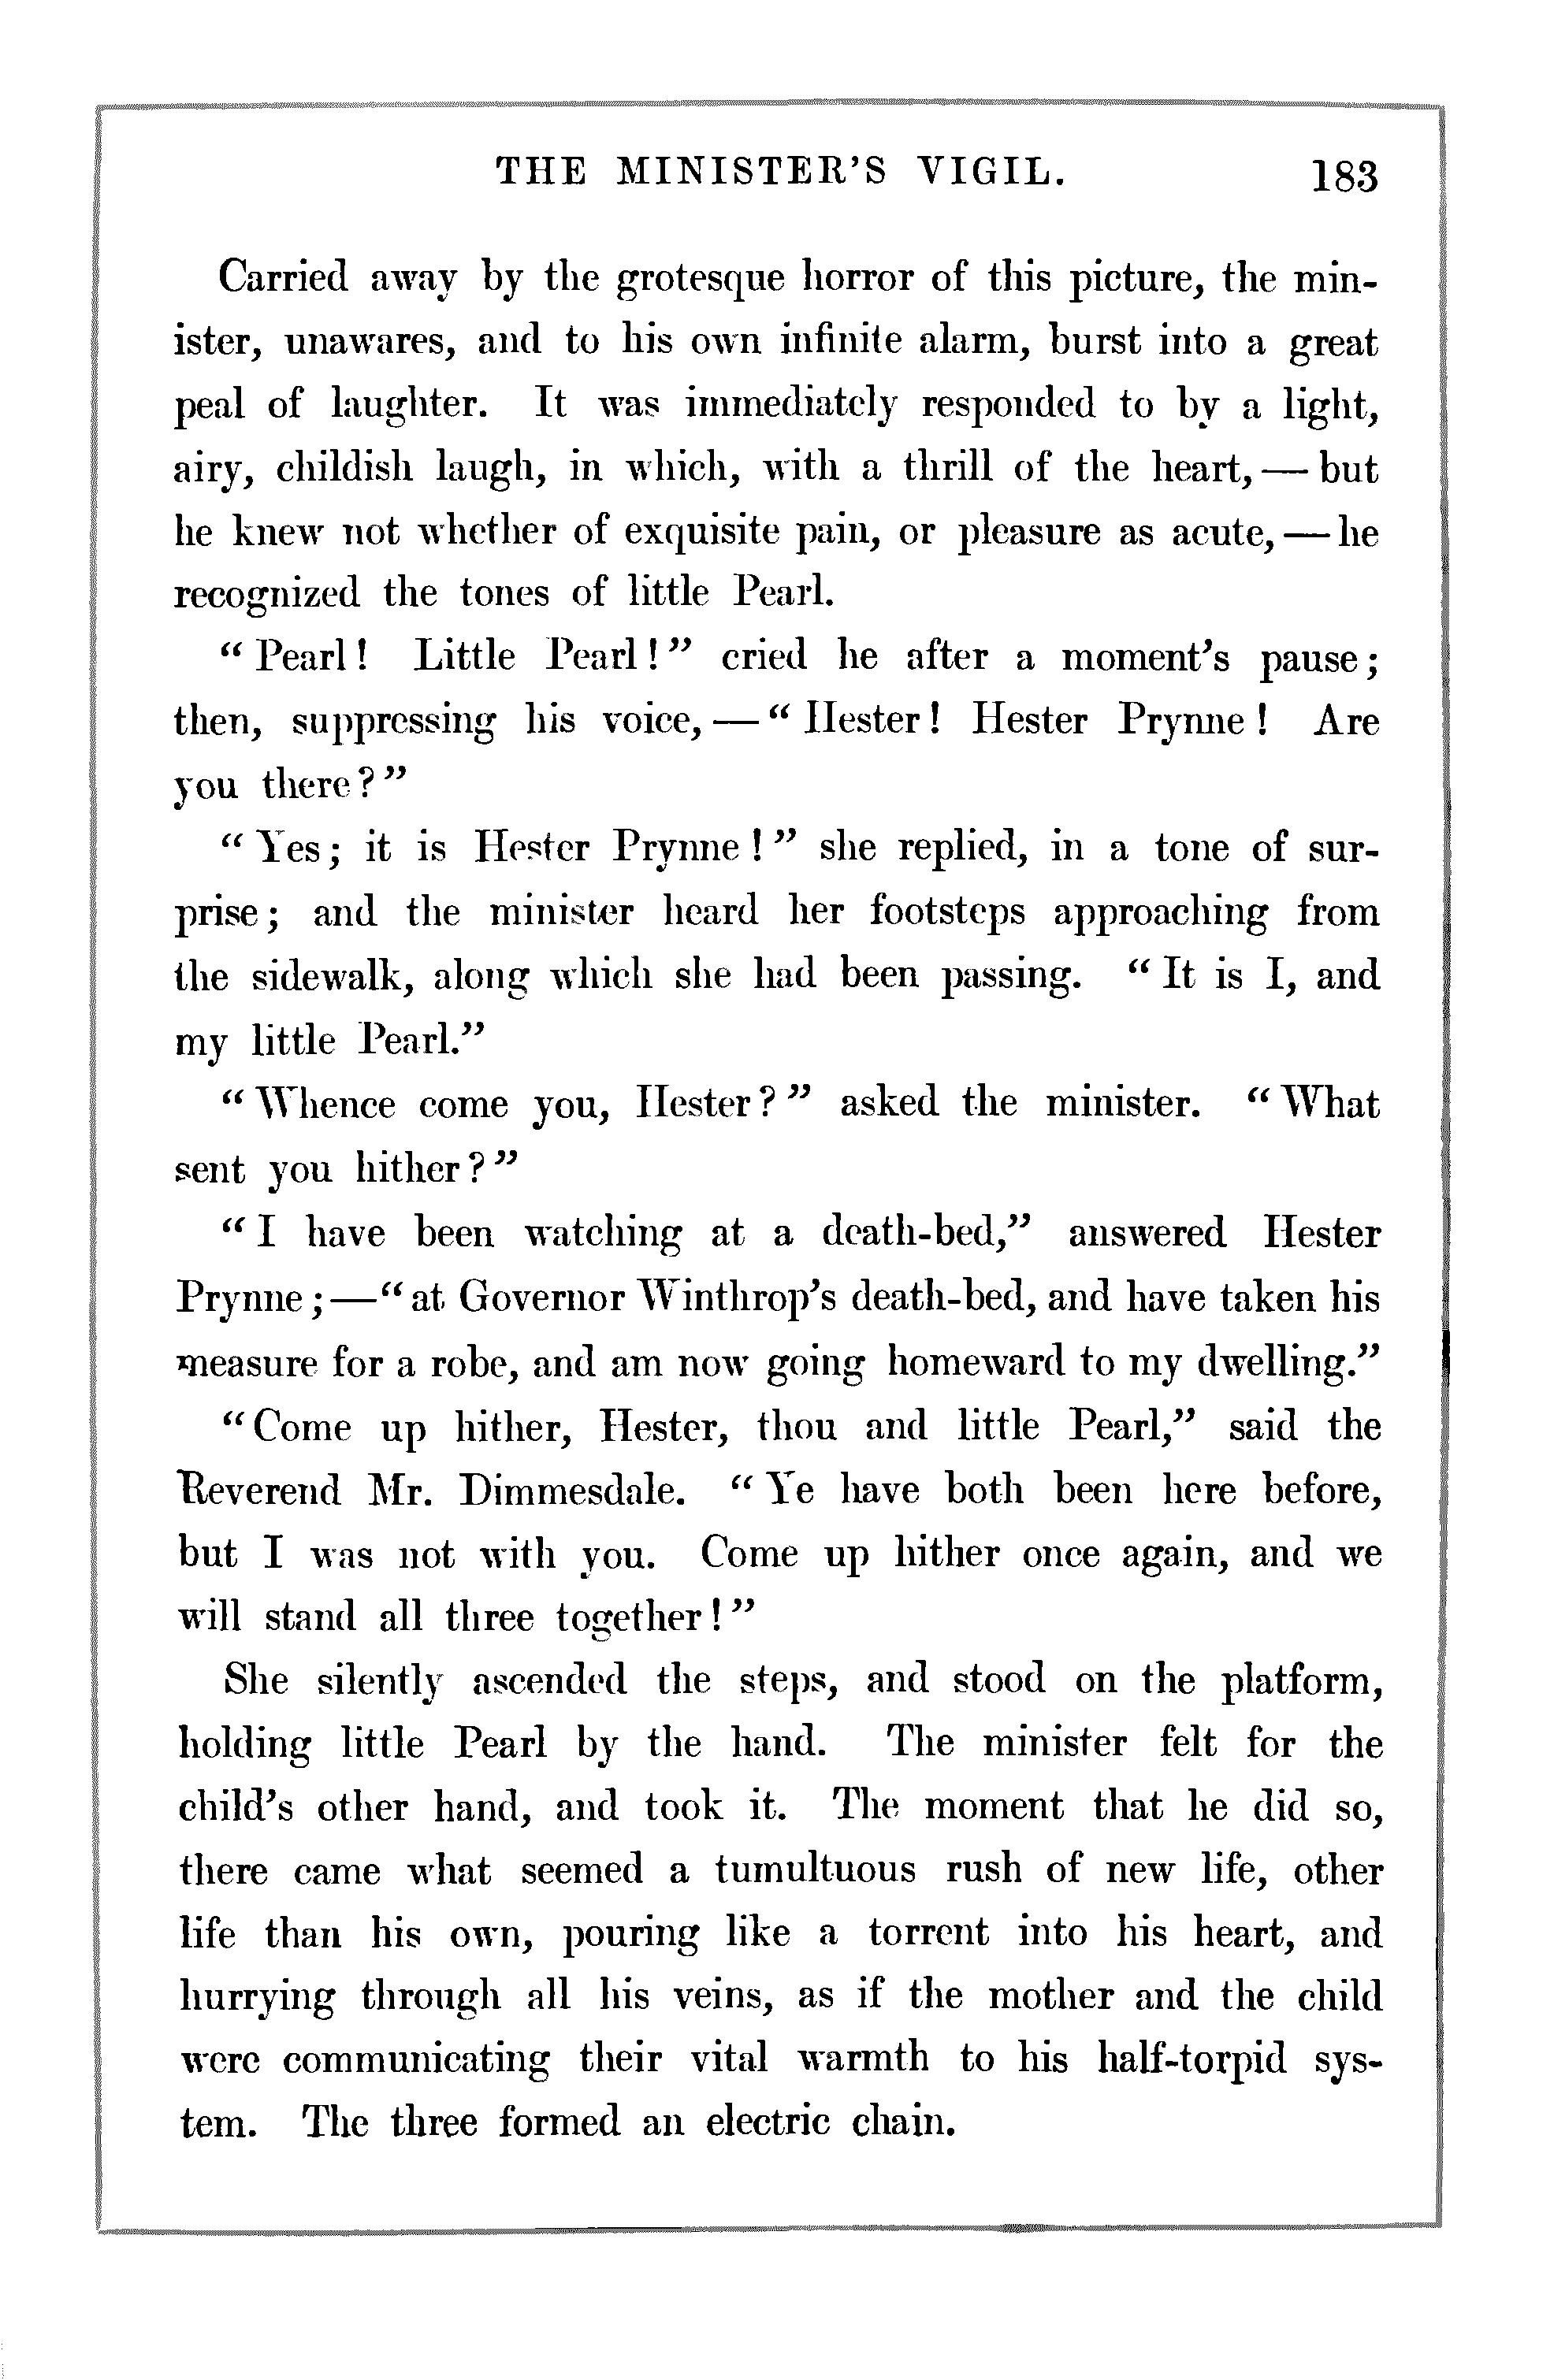 THE MINISTER'S VIGIL. 183
Carried away by the grotesque horror of this picture, the min-
ister, unawares, and to his own infinite alarm, burst into a great
peal of laughter. It was immediately responded to by a light,
airy, childish laugh, in which, with a thrill of the heart, — but
he knew not whether of exquisite pain, or pleasure as acute, — he
recognized the tones of little Pearl.
“Pearl! Little Pearl!” cried he after a moment's pause;
then, suppressing his voice, — “Hester! Hester Prynne! Are
you there?”
“Yes; it is Hester Prynne!” she replied, in a tone of sur-
prise; and the minister heard her footsteps approaching from
the sidewalk, along which she had been passing. “It is I, and
my little Pearl.”
“Whence come you, Hester?” asked the minister. “What
sent you hither?”
“I have been watching at a death-bed,” answered Hester
Prynne; — “at Governor Winthrop's death-bed, and have taken his
measure for a robe, and am now going homeward to my dwelling.”
“Come up hither, Hester, thou and little Pearl,” said the
Reverend Mr. Dimmesdale. “Ye have both been here before,
but I was not with you. Come up hither once again, and we
will stand all three together!”
She silently ascended the steps, and stood on the platform,
holding little Pearl by the hand. The minister felt for the
child's other hand, and took it. The moment that he did so,
there came what seemed a tumultuous rush of new life, other
life than his own, pouring like a torrent into his heart, and
hurrying through all his veins, as if the mother and the child
were communicating their vital warmth to his half-torpid sys-
tem. The three formed an electric chain.